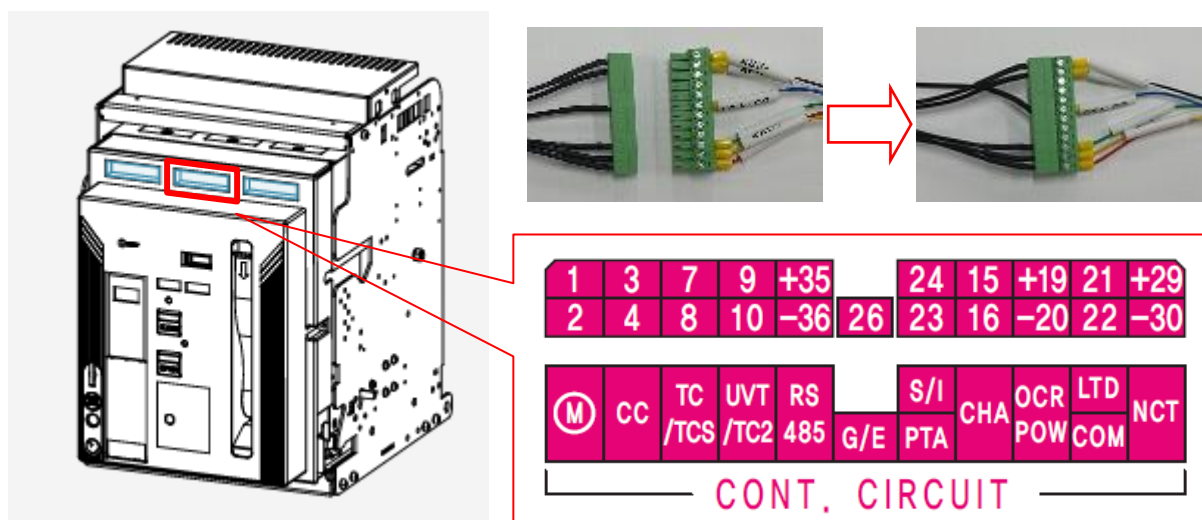 1 3 7 9 +35 24 15 +19 21 +29
2 4 8 10 −36 26 23 16 −20 22 −30
M CC TC /TCS UVT /TC2 RS 485 G/E S/I PTA CHA OCR POW LTD COM NCT
CONT. CIRCUIT